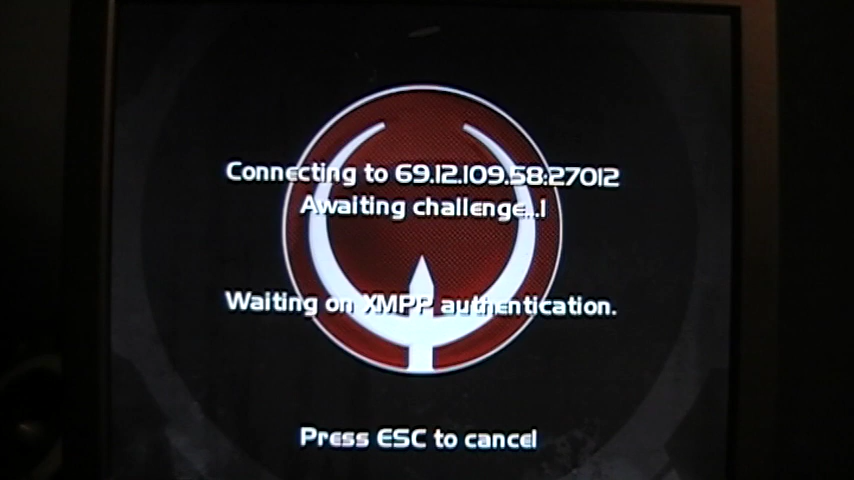 Connecting to 69.12.109.58:27012
Awaiting challenge...1
Waiting on XMPP authentication.
Press ESC to cancel